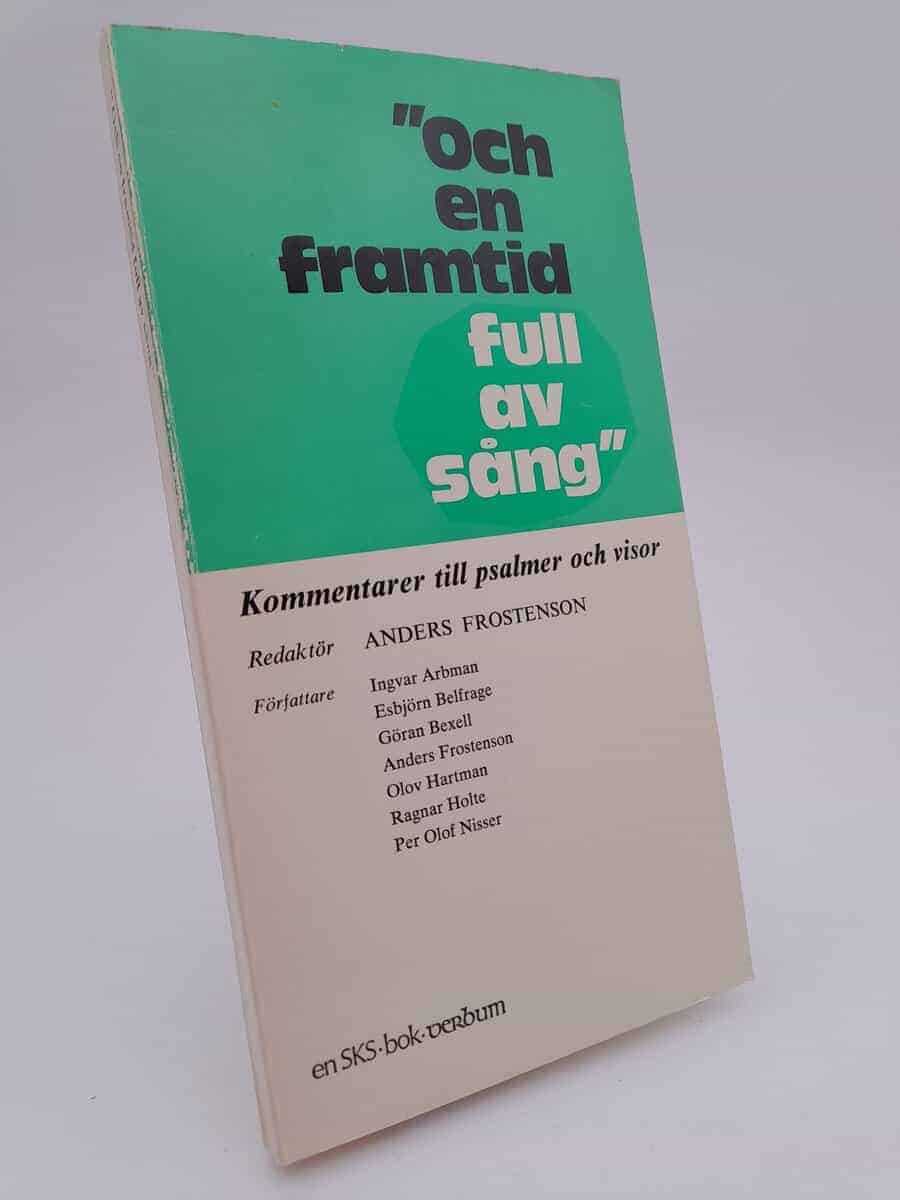 "Och
en
framtid
full
av
sång"
Kommentarer till psalmer och visor
Redaktör ANDERS FROSTENSON
Författare Ingvar Arbman
Esbjörn Belfrage
Göran Bexell
Anders Frostenson
Olov Hartman
Ragnar Holte
Per Olof Nisser
en SKS·bok·verbum